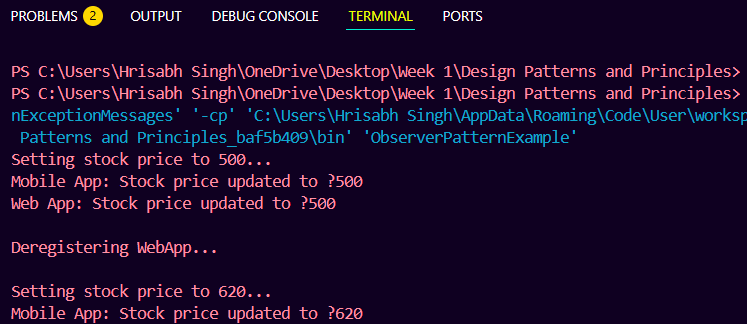 PROBLEMS 2 OUTPUT DEBUG CONSOLE TERMINAL PORTS
PS C:\Users\Hrisabh Singh\OneDrive\Desktop\Week 1\Design Patterns and Principles>
PS C:\Users\Hrisabh Singh\OneDrive\Desktop\Week 1\Design Patterns and Principles>
nExceptionMessages' '-cp' 'C:\Users\Hrisabh Singh\AppData\Roaming\Code\User\worksp
Patterns and Principles_baf5b409\bin' 'ObserverPatternExample'
Setting stock price to 500...
Mobile App: Stock price updated to ?500
Web App: Stock price updated to ?500
Deregistering WebApp...
Setting stock price to 620...
Mobile App: Stock price updated to ?620